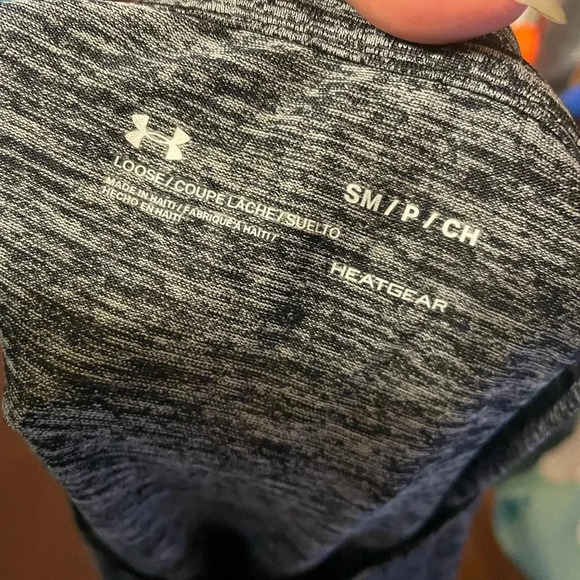 LOOSE/COUPE LÂCHE/SUELTO
MADE IN HAITI/FABRIQUÉ À HAÏTI/
HECHO EN HAITÍ
SM/P/CH
HEATGEAR